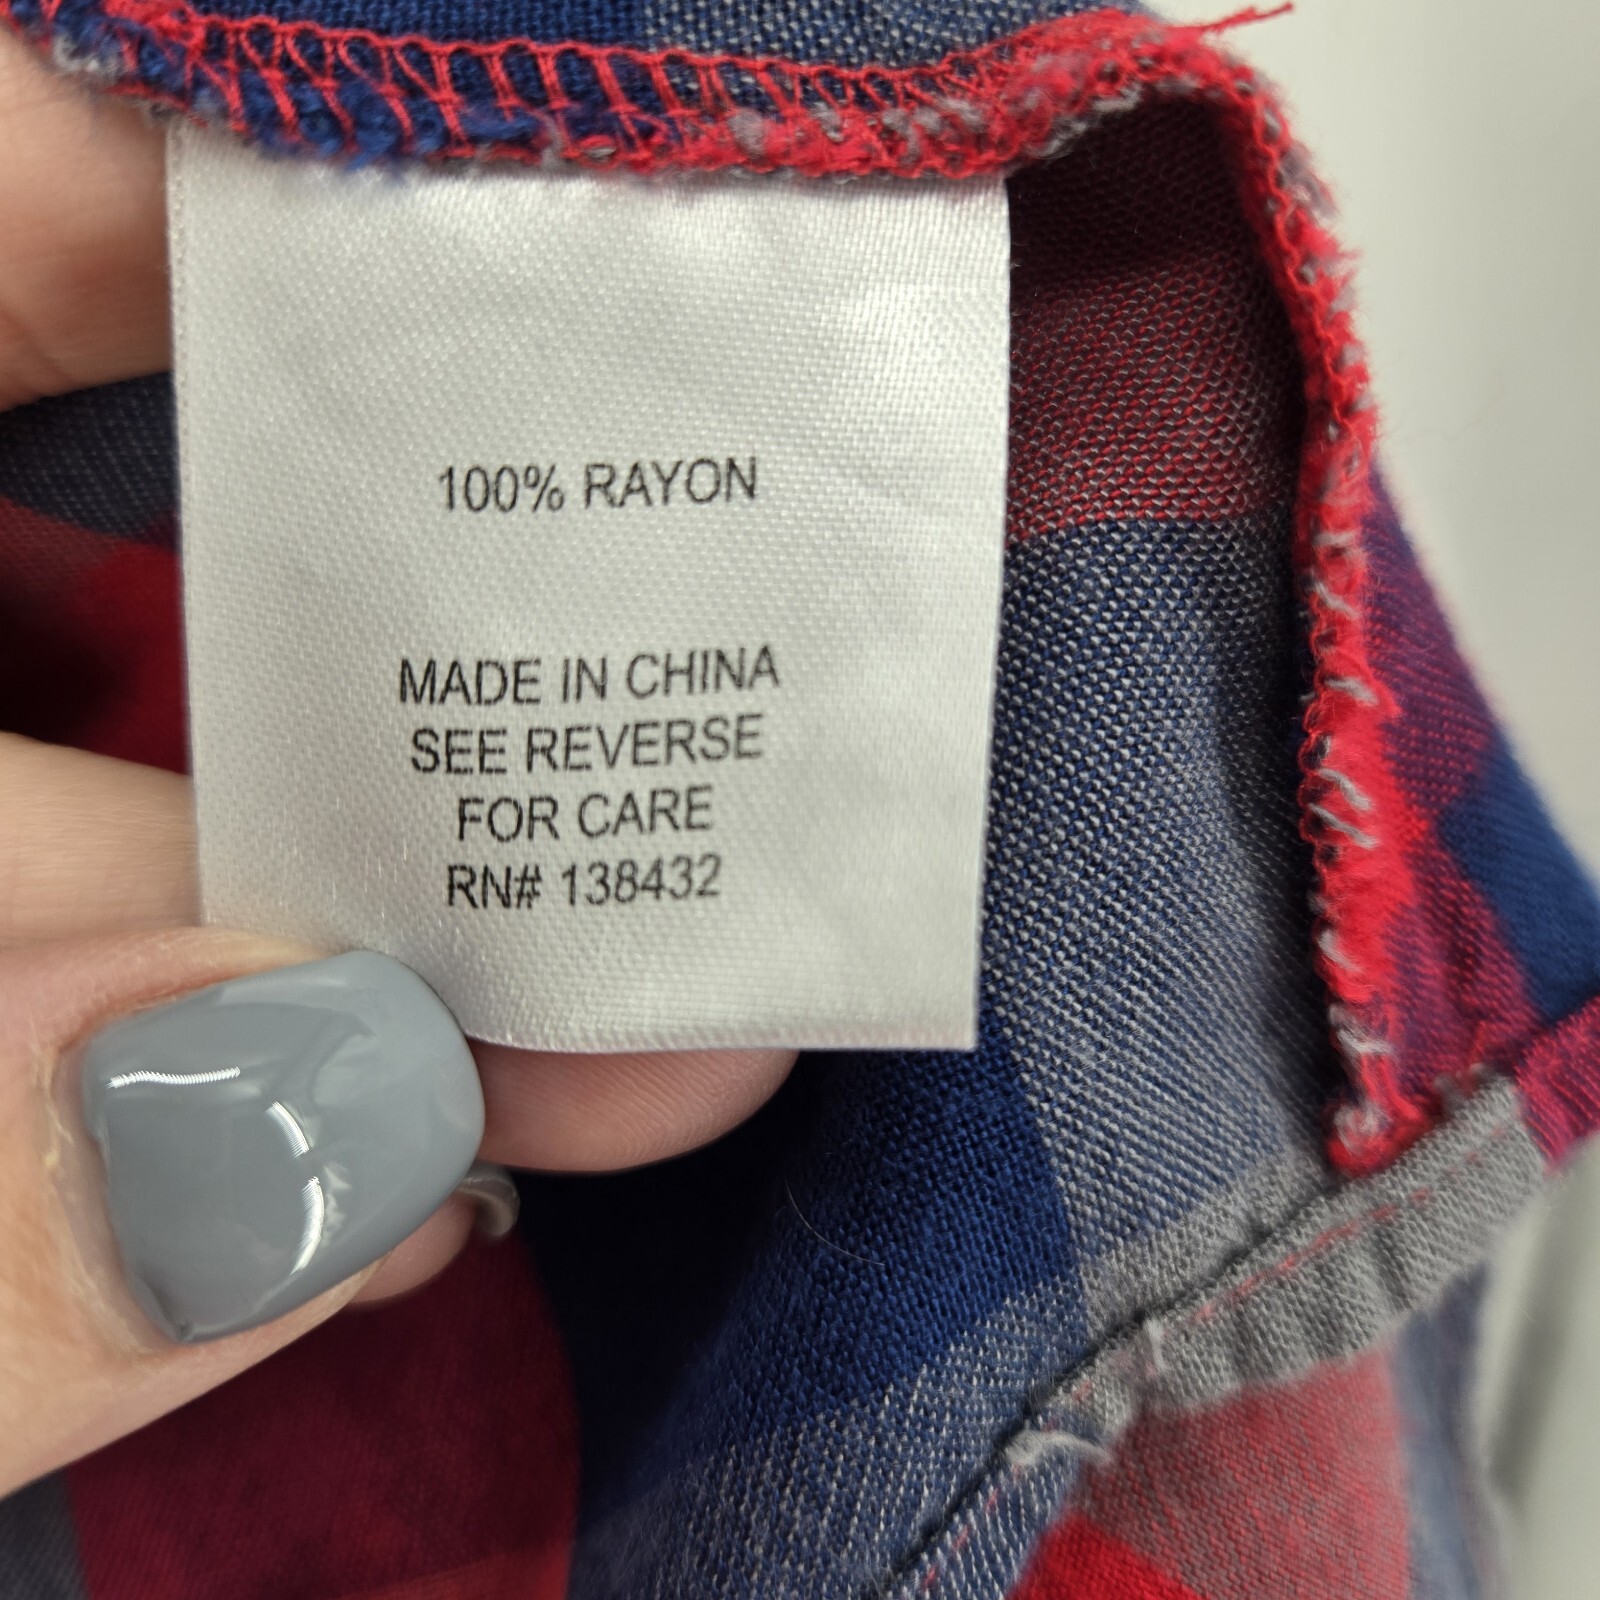 100% RAYON
MADE IN CHINA
SEE REVERSE
FOR CARE
RN# 138432